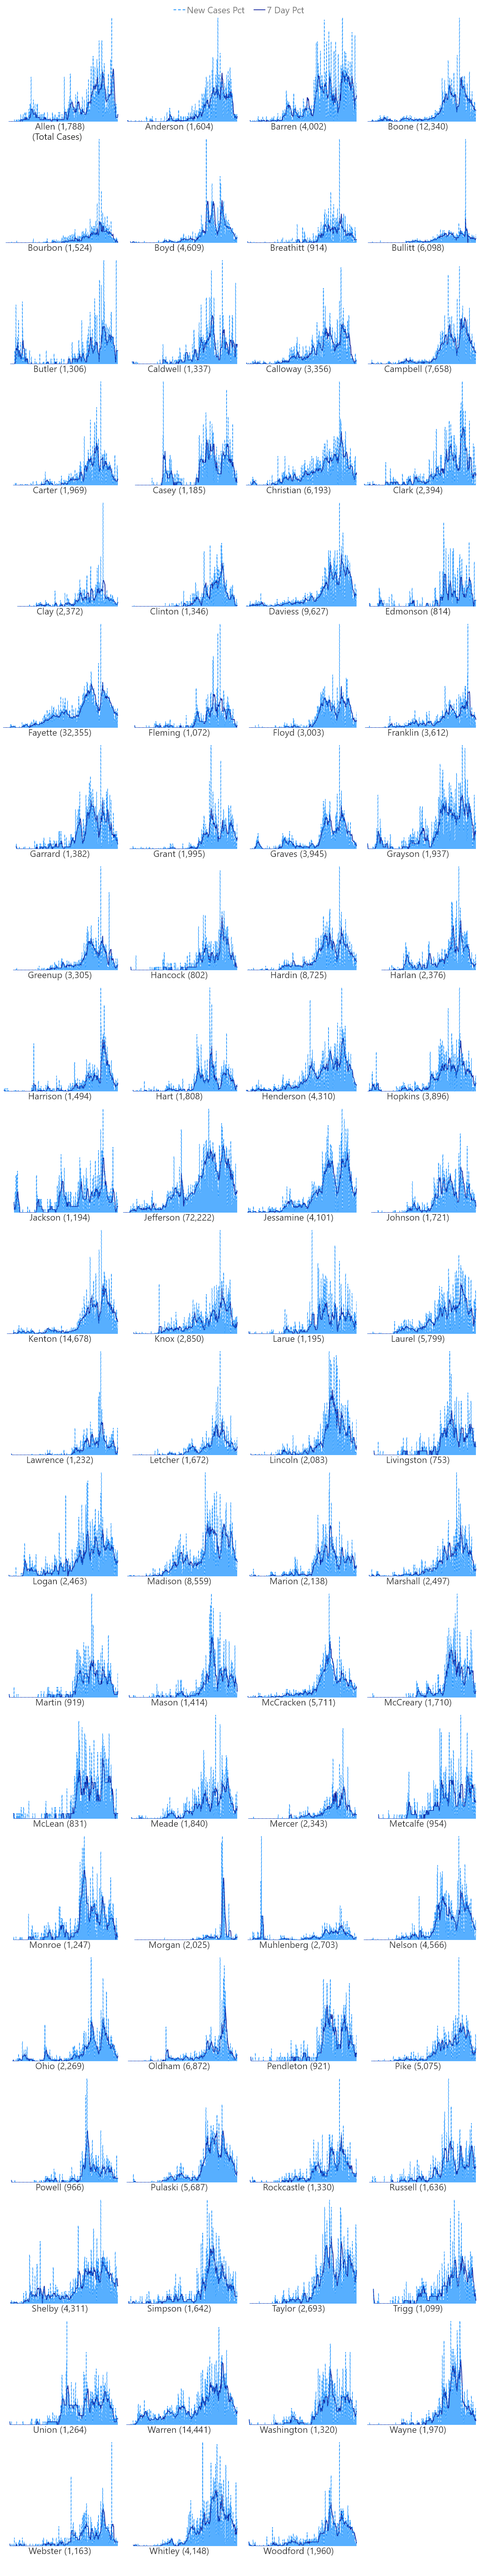 New Cases Pct 7 Day Pct
Allen (1,788) Anderson (1,604) Barren (4,002) Boone (12,340)
(Total Cases)
Bourbon (1,524) Boyd (4,609) Breathitt (914) Bullitt (6,098)
Butler (1,306) Caldwell (1,337) Calloway (3,356) Campbell (7,658)
Carter (1,969) Casey (1,185) Christian (6,193) Clark (2,394)
Clay (2,372) Clinton (1,346) Daviess (9,627) Edmonson (814)
Fayette (32,355) Fleming (1,072) Floyd (3,003) Franklin (3,612)
Garrard (1,382) Grant (1,995) Graves (3,945) Grayson (1,937)
Greenup (3,305) Hancock (802) Hardin (8,725) Harlan (2,376)
Harrison (1,494) Hart (1,808) Henderson (4,310) Hopkins (3,896)
Jackson (1,194) Jefferson (72,222) Jessamine (4,101) Johnson (1,721)
Kenton (14,678) Knox (2,850) Larue (1,195) Laurel (5,799)
Lawrence (1,232) Letcher (1,672) Lincoln (2,083) Livingston (753)
Logan (2,463) Madison (8,559) Marion (2,138) Marshall (2,497)
Martin (919) Mason (1,414) McCracken (5,711) McCreary (1,710)
McLean (831) Meade (1,840) Mercer (2,343) Metcalfe (954)
Monroe (1,247) Morgan (2,025) Muhlenberg (2,703) Nelson (4,566)
Ohio (2,269) Oldham (6,872) Pendleton (921) Pike (5,075)
Powell (966) Pulaski (5,687) Rockcastle (1,330) Russell (1,636)
Shelby (4,311) Simpson (1,642) Taylor (2,693) Trigg (1,099)
Union (1,264) Warren (14,441) Washington (1,320) Wayne (1,970)
Webster (1,163) Whitley (4,148) Woodford (1,960)